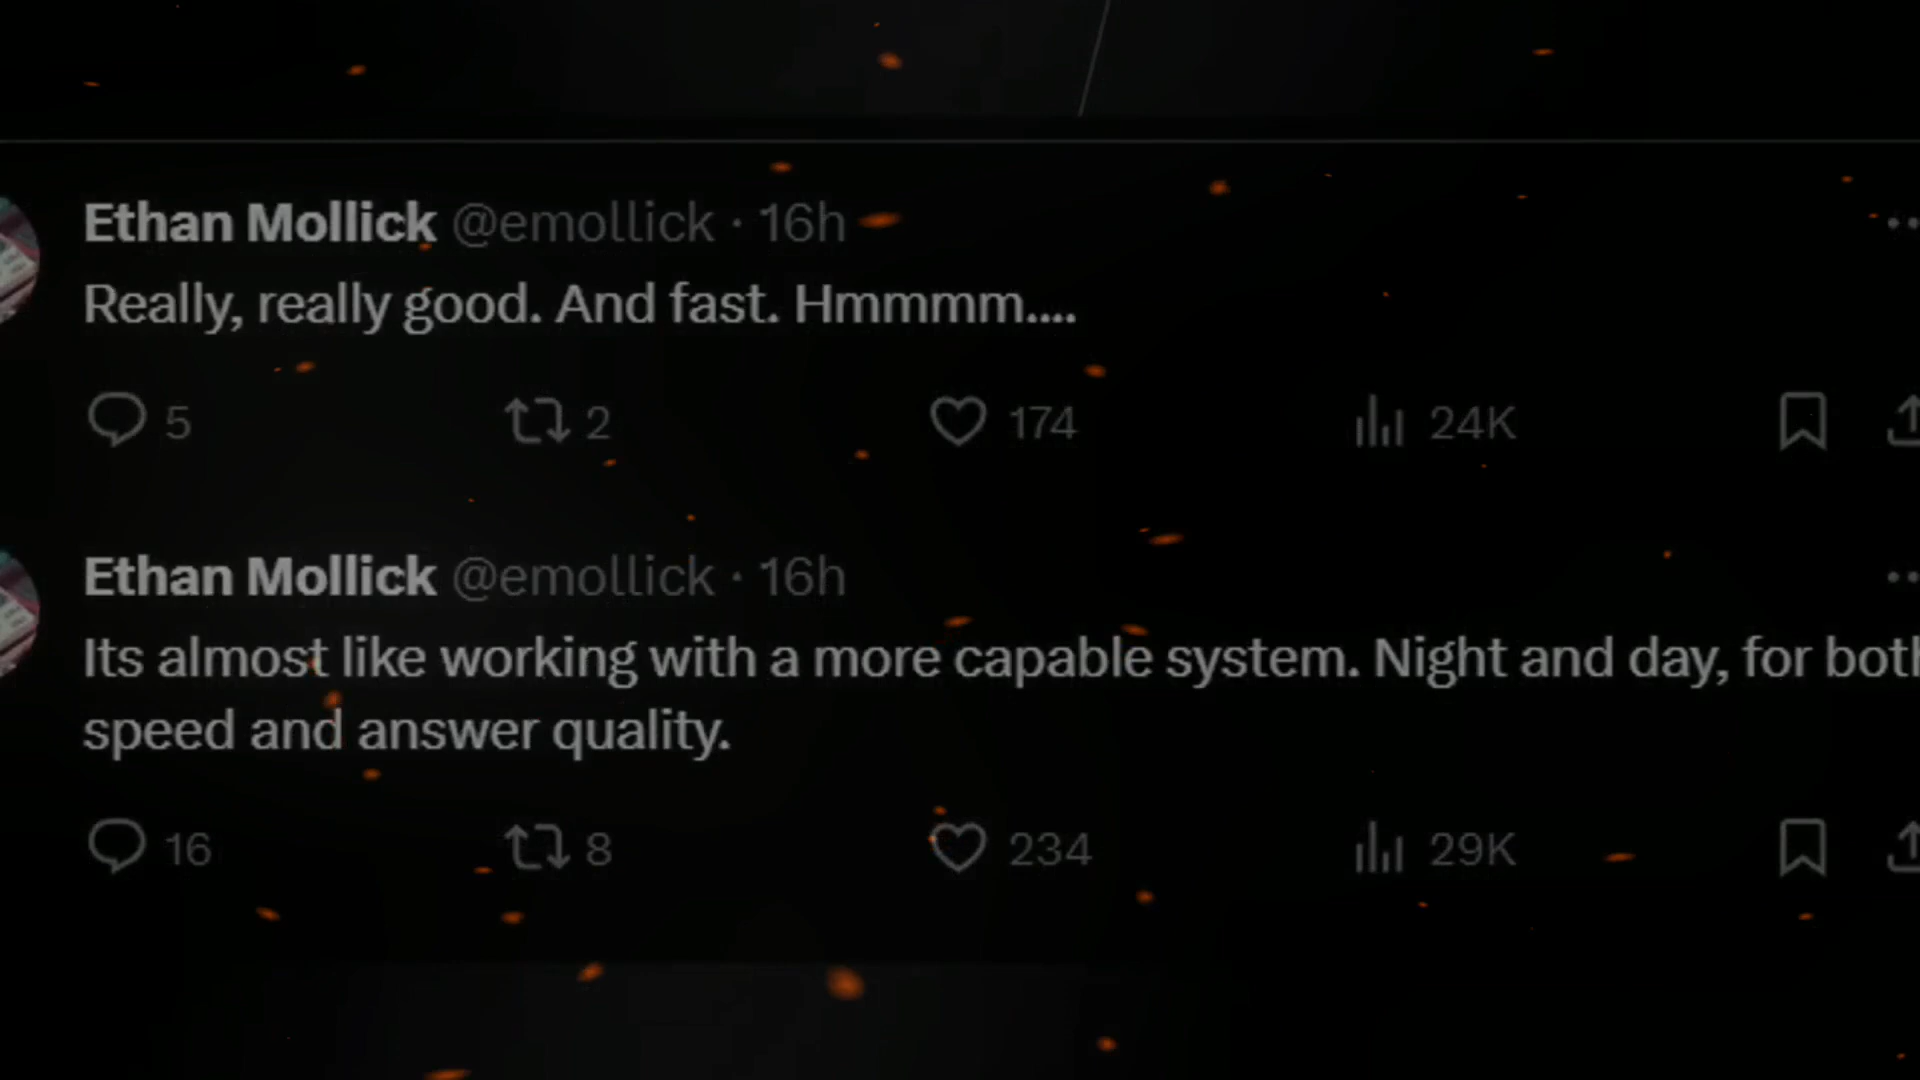 Ethan Mollick @emollick · 16h
Really, really good. And fast. Hmmmm....
5 2 174 24K
Ethan Mollick @emollick · 16h
Its almost like working with a more capable system. Night and day, for both
speed and answer quality.
16 8 234 29K